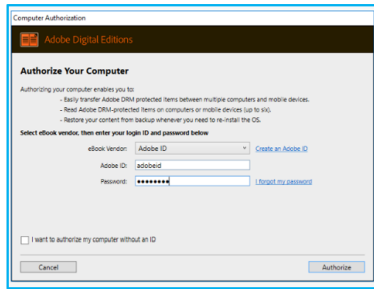 Computer Authorization
Adobe Digital Editions
Authorize Your Computer
Authorizing your computer enables you to:
- Easily transfer Adobe DRM protected items between multiple computers and mobile devices.
- Read Adobe DRM-protected items on computers or mobile devices (up to six).
- Restore your content from backup whenever you need to re-install the OS.
Select eBook vendor, then enter your login ID and password below
eBook Vendor: Adobe ID Create an Adobe ID
Adobe ID: adobeid
Password: •••••••• I forgot my password
I want to authorize my computer without an ID
Cancel Authorize